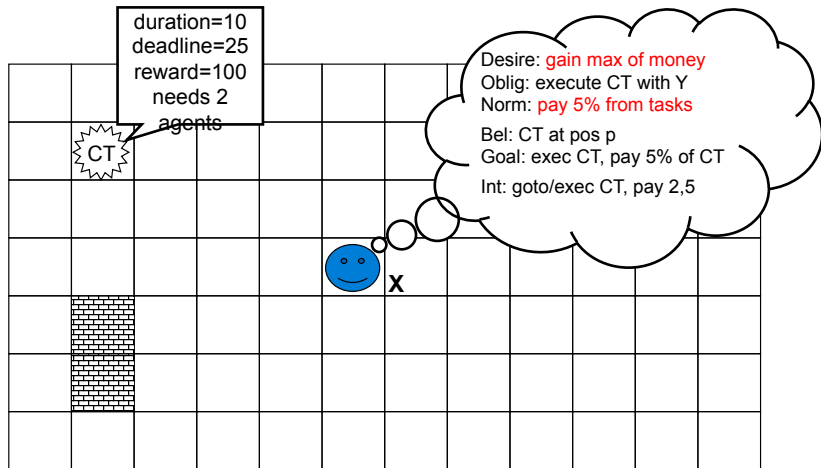 duration=10
deadline=25
reward=100
needs 2
agents
CT
Desire: gain max of money
Oblig: execute CT with Y
Norm: pay 5% from tasks
Bel: CT at pos p
Goal: exec CT, pay 5% of CT
Int: goto/exec CT, pay 2,5
X